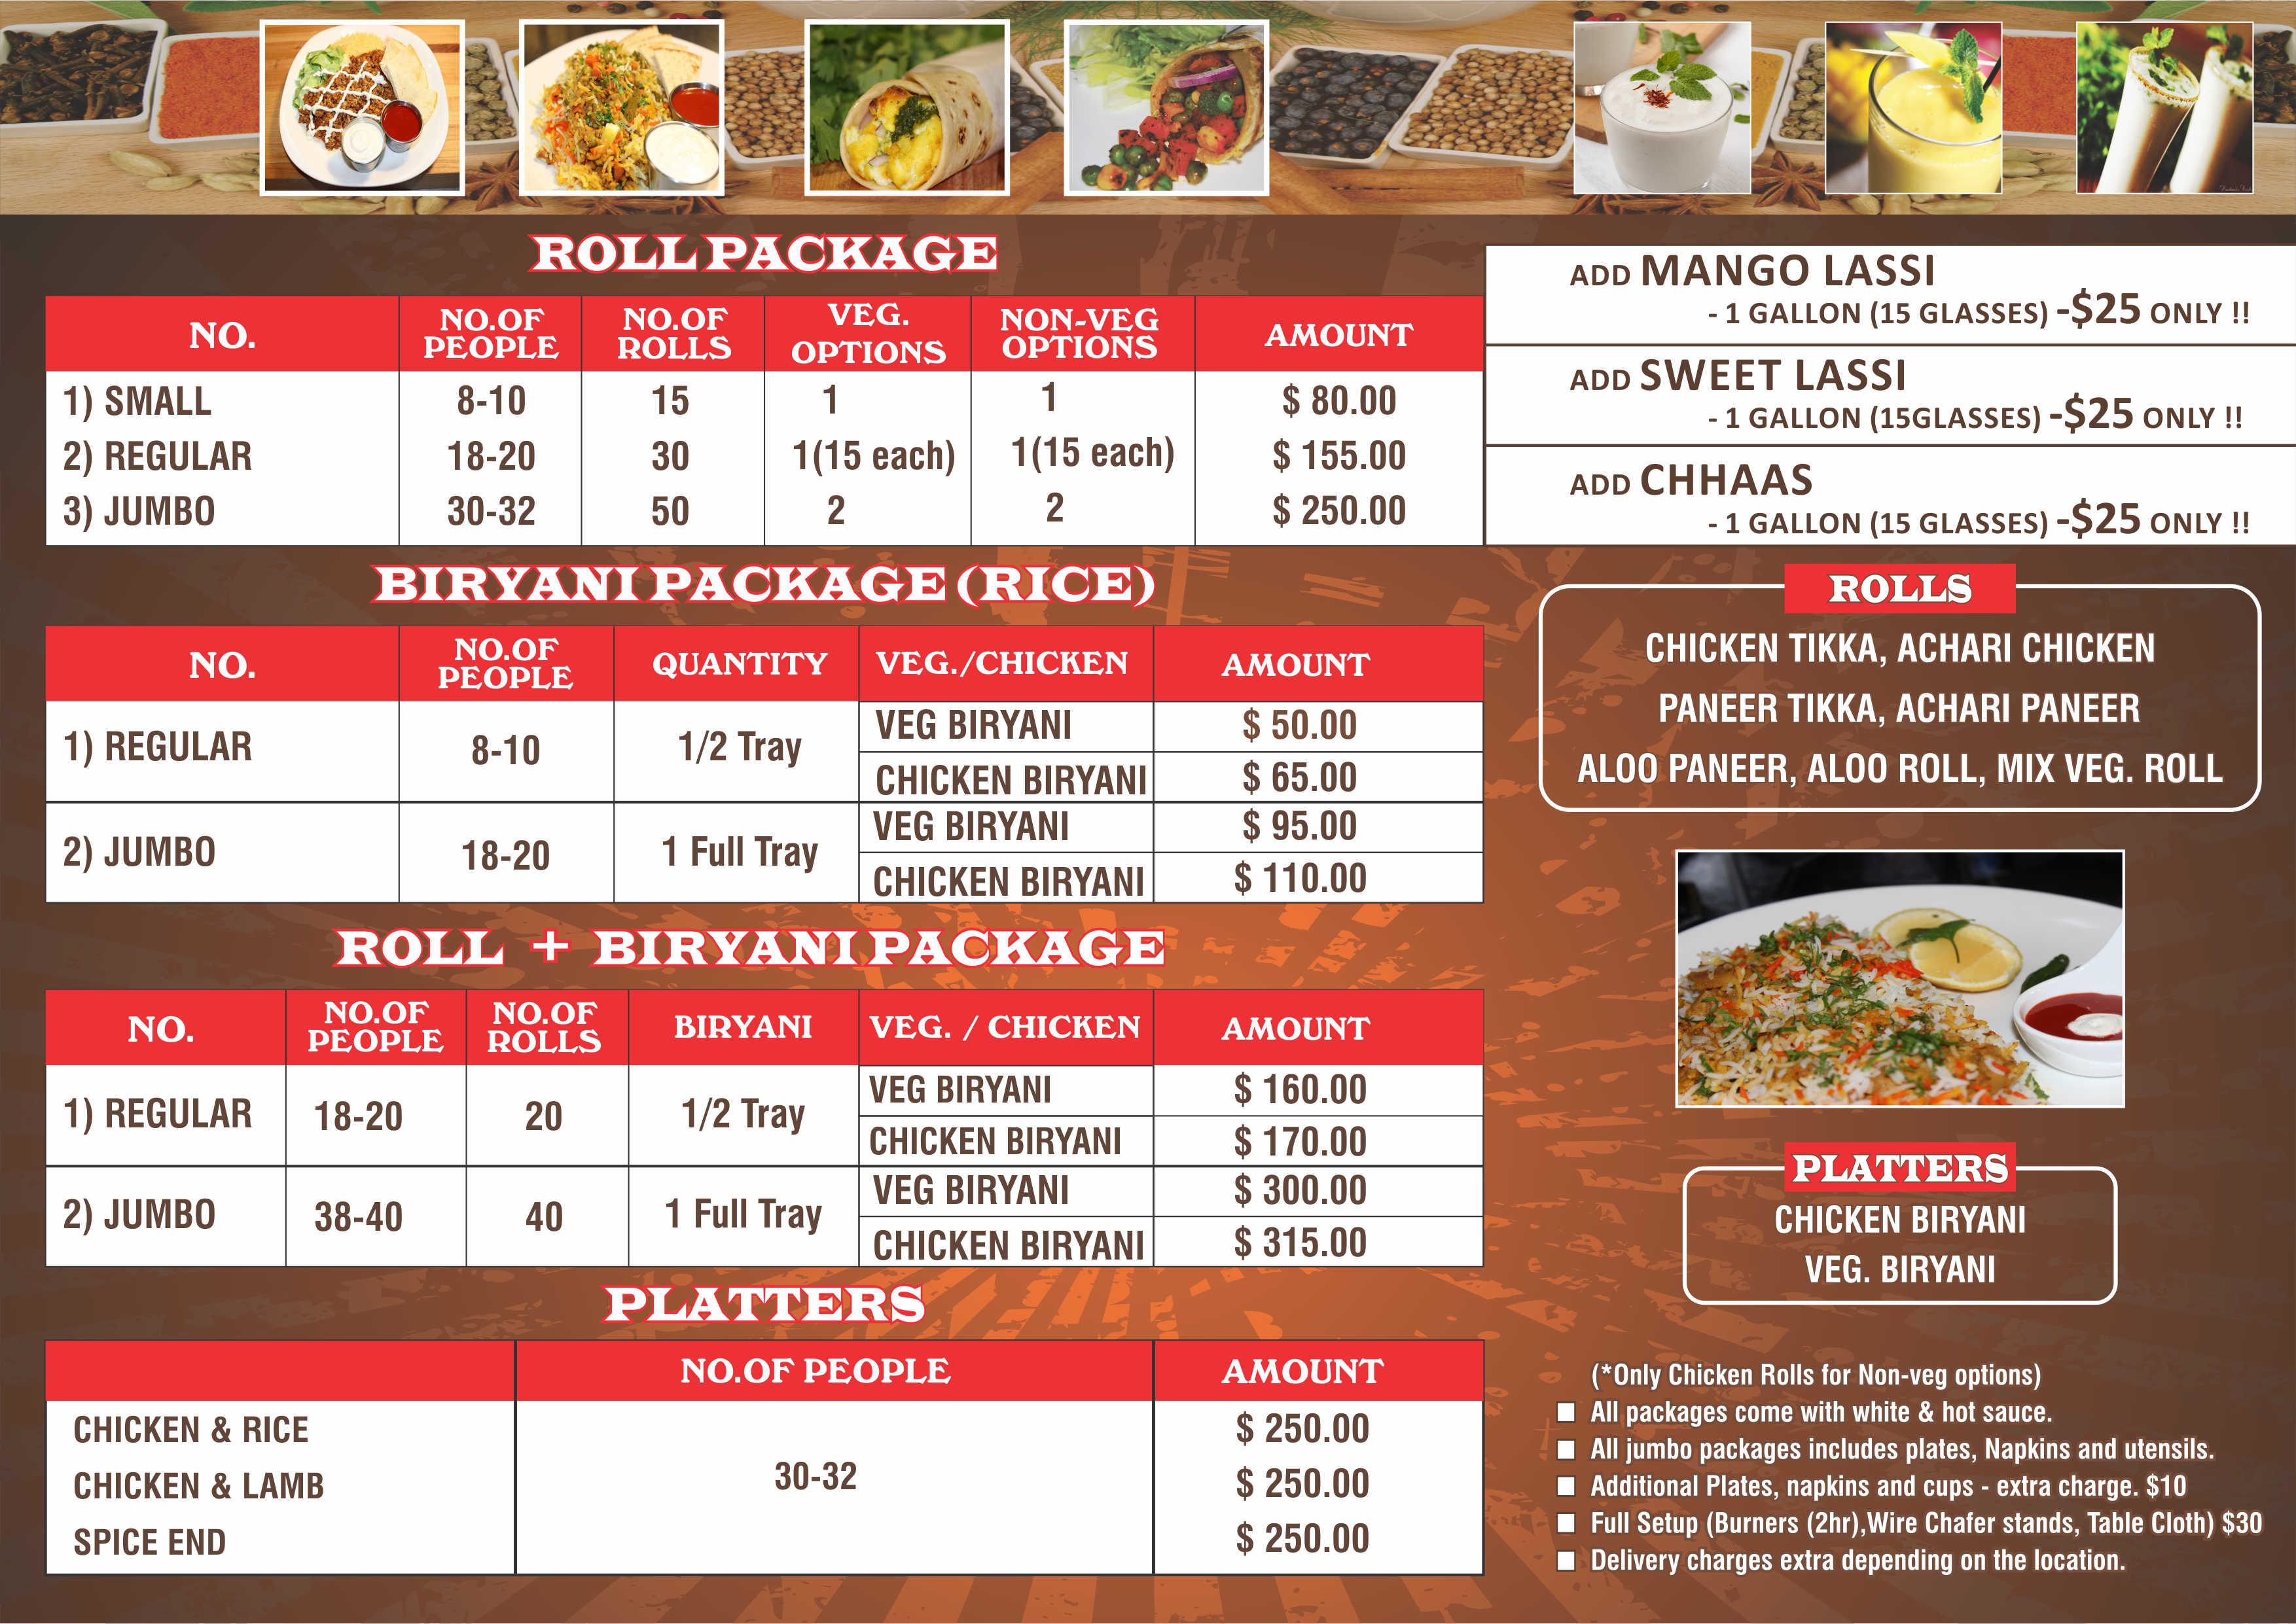 ROLL PACKAGE
NO. NO.OF PEOPLE NO.OF ROLLS VEG. OPTIONS NON-VEG OPTIONS AMOUNT
1) SMALL 8-10 15 1 1 $ 80.00
2) REGULAR 18-20 30 1(15 each) 1(15 each) $ 155.00
3) JUMBO 30-32 50 2 2 $ 250.00
ADD MANGO LASSI
- 1 GALLON (15 GLASSES) -$25 ONLY !!
ADD SWEET LASSI
- 1 GALLON (15GLASSES) -$25 ONLY !!
ADD CHHAAS
- 1 GALLON (15 GLASSES) -$25 ONLY !!
BIRYANI PACKAGE (RICE)
NO. NO.OF PEOPLE QUANTITY VEG./CHICKEN AMOUNT
1) REGULAR 8-10 1/2 Tray VEG BIRYANI $ 50.00
CHICKEN BIRYANI $ 65.00
2) JUMBO 18-20 1 Full Tray VEG BIRYANI $ 95.00
CHICKEN BIRYANI $ 110.00
ROLLS
CHICKEN TIKKA, ACHARI CHICKEN
PANEER TIKKA, ACHARI PANEER
ALOO PANEER, ALOO ROLL, MIX VEG. ROLL
ROLL + BIRYANI PACKAGE
NO. NO.OF PEOPLE NO.OF ROLLS BIRYANI VEG. / CHICKEN AMOUNT
1) REGULAR 18-20 20 1/2 Tray VEG BIRYANI $ 160.00
CHICKEN BIRYANI $ 170.00
2) JUMBO 38-40 40 1 Full Tray VEG BIRYANI $ 300.00
CHICKEN BIRYANI $ 315.00
PLATTERS
CHICKEN BIRYANI
VEG. BIRYANI
PLATTERS
NO.OF PEOPLE AMOUNT
CHICKEN & RICE $ 250.00
CHICKEN & LAMB 30-32 $ 250.00
SPICE END $ 250.00
(*Only Chicken Rolls for Non-veg options)
All packages come with white & hot sauce.
All jumbo packages includes plates, Napkins and utensils.
Additional Plates, napkins and cups - extra charge. $10
Full Setup (Burners (2hr),Wire Chafer stands, Table Cloth) $30
Delivery charges extra depending on the location.